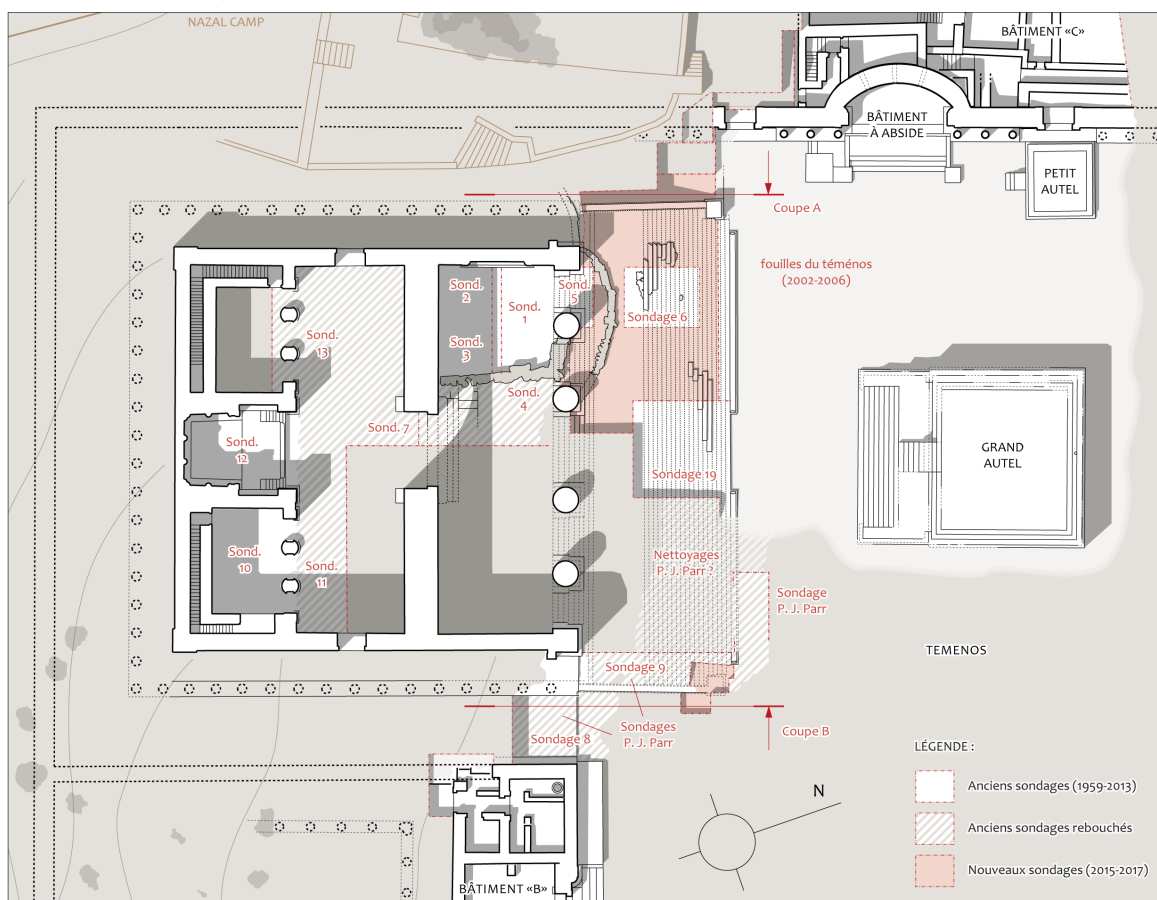 NAZAL CAMP
BÂTIMENT «C»
BÂTIMENT
À ABSIDE
PETIT
AUTEL
Coupe A
fouilles du téménos
(2002-2006)
Sond.
2
Sond.
1
Sond.
5
Sondage 6
Sond.
3
Sond.
13
Sond.
4
Sond. 7
Sond.
12
Sondage 19
GRAND
AUTEL
Sond.
10
Sond.
11
Nettoyages
P. J. Parr ?
Sondage
P. J. Parr
TEMENOS
Sondage 9
Sondages
P. J. Parr
Sondage 8
Coupe B
N
BÂTIMENT «B»
LÉGENDE :
Anciens sondages (1959-2013)
Anciens sondages rebouchés
Nouveaux sondages (2015-2017)